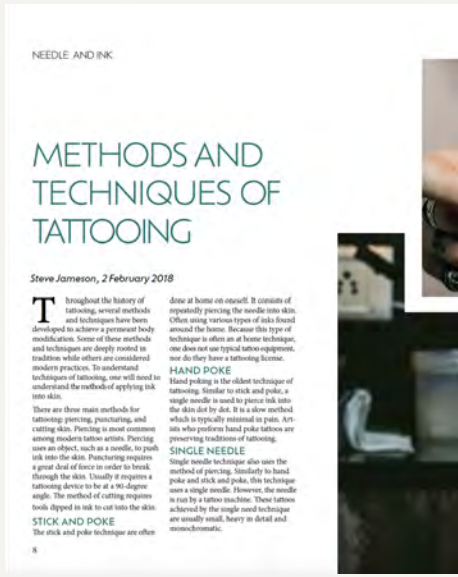 NEEDLE AND INK
METHODS AND
TECHNIQUES OF
TATTOOING
Steve Jameson, 2 February 2018
Throughout the history of
tattooing, several methods
and techniques have been
developed to achieve a permeant body
modification. Some of these methods
and techniques are deeply rooted in
tradition while others are considered
modern practices. To understand
techniques of tattooing, one will need to
understand the methods of applying ink
into skin.
There are three main methods for
tattooing: piercing, puncturing, and
cutting skin. Piercing is most common
among modern tattoo artists. Piercing
uses an object, such as a needle, to push
ink into the skin. Puncturing requires
a great deal of force in order to break
through the skin. Usually it requires a
tattooing device to be at a 90-degree
angle. The method of cutting requires
tools dipped in ink to cut into the skin.
STICK AND POKE
The stick and poke technique are often
8
done at home on oneself. It consists of
repeatedly piercing the needle into skin.
Often using various types of inks found
around the home. Because this type of
technique is often an at home technique,
one does not use typical tattoo equipment,
nor do they have a tattooing license.
HAND POKE
Hand poking is the oldest technique of
tattooing. Similar to stick and poke, a
single needle is used to pierce ink into
the skin dot by dot. It is a slow method
which is typically minimal in pain. Art-
ists who preform hand poke tattoos are
preserving traditions of tattooing.
SINGLE NEEDLE
Single needle technique also uses the
method of piercing. Similarly to hand
poke and stick and poke, this technique
uses a single needle. However, the needle
is run by a tattoo machine. These tattoos
achieved by the single need technique
are usually small, heavy in detail and
monochromatic.